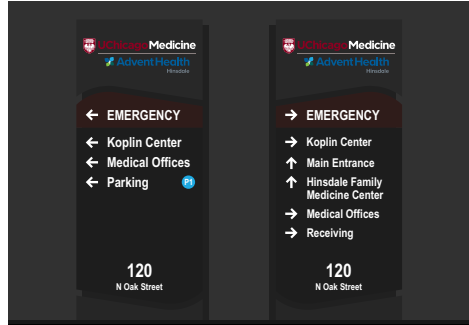 UChicago Medicine
AdventHealth
Hinsdale
← EMERGENCY
← Koplin Center
← Medical Offices
← Parking P1
120
N Oak Street
UChicago Medicine
AdventHealth
Hinsdale
→ EMERGENCY
→ Koplin Center
↑ Main Entrance
↑ Hinsdale Family
Medicine Center
→ Medical Offices
→ Receiving
120
N Oak Street